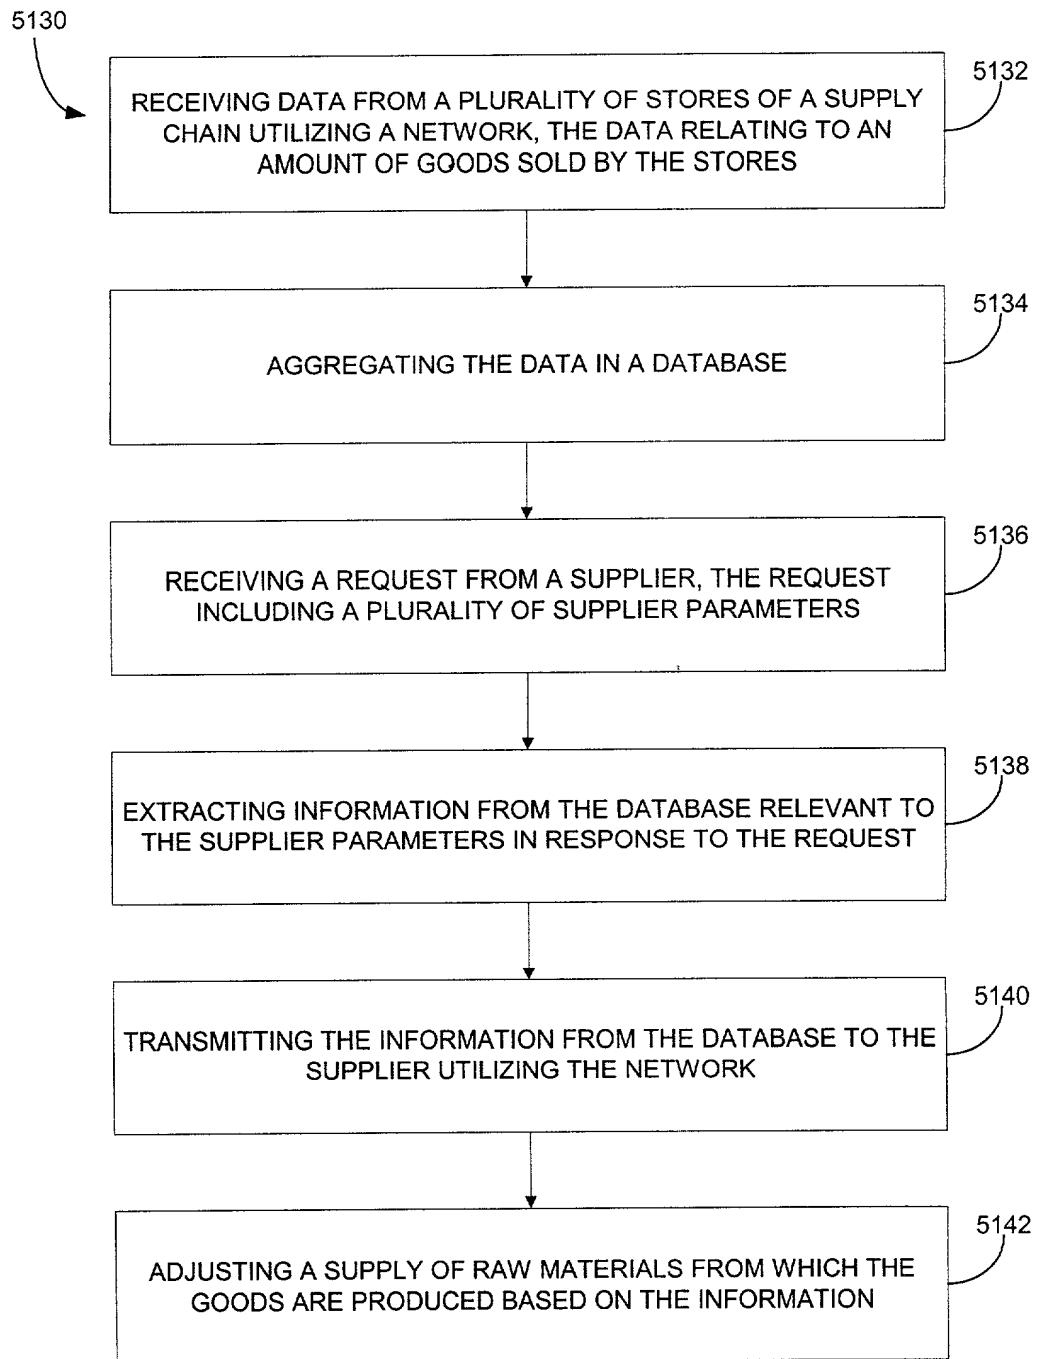 5130
5132
RECEIVING DATA FROM A PLURALITY OF STORES OF A SUPPLY
CHAIN UTILIZING A NETWORK, THE DATA RELATING TO AN
AMOUNT OF GOODS SOLD BY THE STORES
5134
AGGREGATING THE DATA IN A DATABASE
5136
RECEIVING A REQUEST FROM A SUPPLIER, THE REQUEST
INCLUDING A PLURALITY OF SUPPLIER PARAMETERS
5138
EXTRACTING INFORMATION FROM THE DATABASE RELEVANT TO
THE SUPPLIER PARAMETERS IN RESPONSE TO THE REQUEST
5140
TRANSMITTING THE INFORMATION FROM THE DATABASE TO THE
SUPPLIER UTILIZING THE NETWORK
5142
ADJUSTING A SUPPLY OF RAW MATERIALS FROM WHICH THE
GOODS ARE PRODUCED BASED ON THE INFORMATION